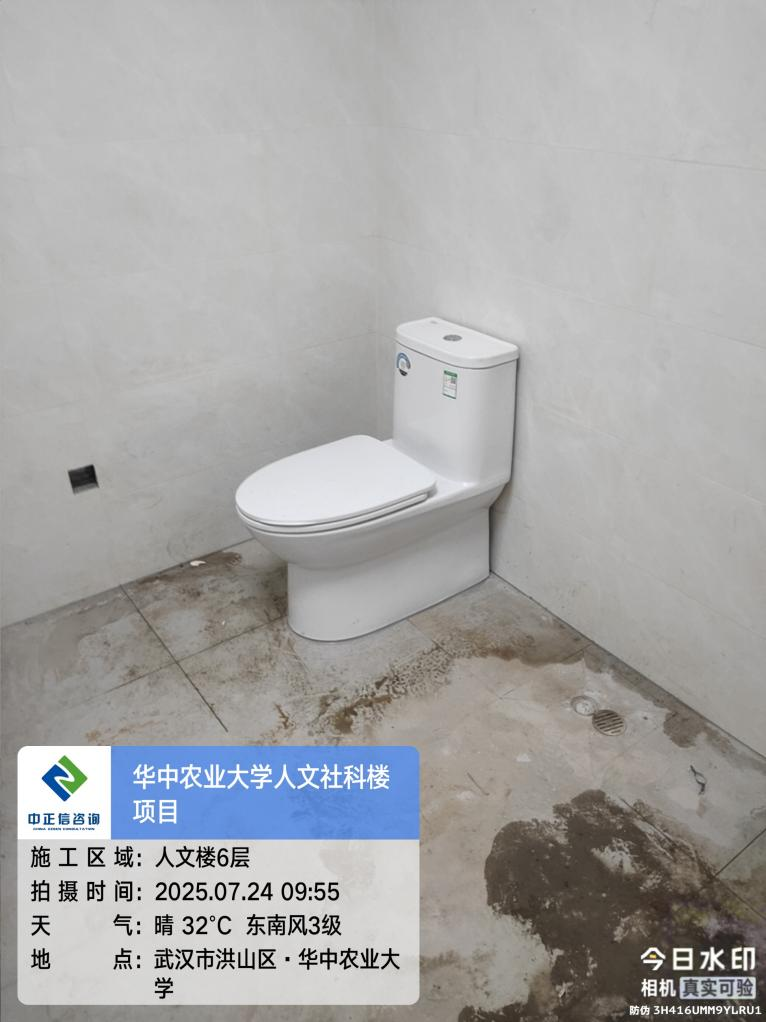 华中农业大学人文社科楼
项目
中正信咨询
施工区域：人文楼6层
拍摄时间：2025.07.24 09:55
天气：晴 32℃ 东南风3级
地点：武汉市洪山区·华中农业大
学
今日水印
相机 真实可验
防伪 3H416UMM9YLRU1